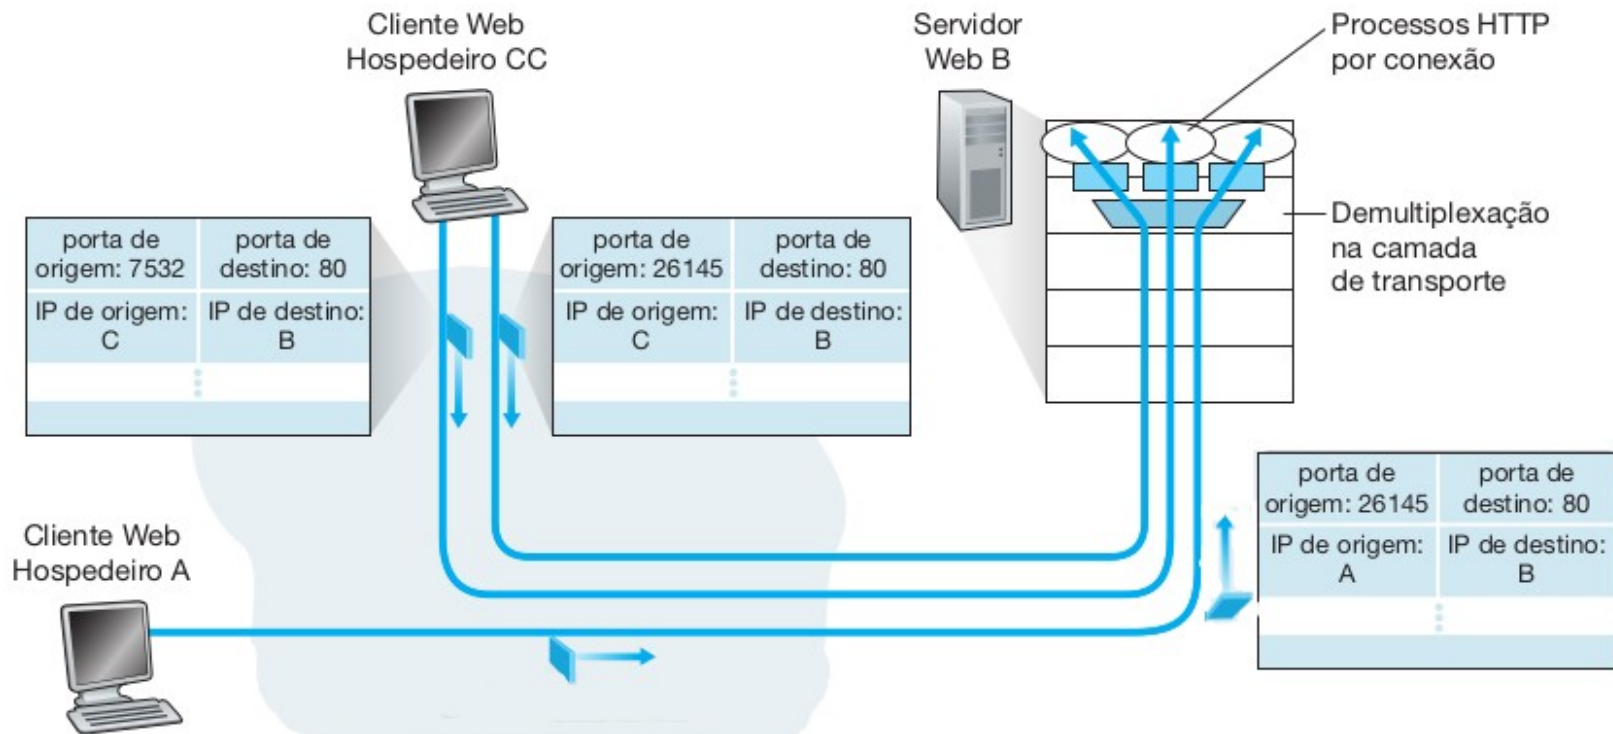 Cliente Web
Hospedeiro CC
Servidor
Web B
Processos HTTP
por conexão
porta de
origem: 7532
porta de
destino: 80
IP de origem:
C
IP de destino:
B
porta de
origem: 26145
porta de
destino: 80
IP de origem:
C
IP de destino:
B
Demultiplexação
na camada
de transporte
Cliente Web
Hospedeiro A
porta de
origem: 26145
porta de
destino: 80
IP de origem:
A
IP de destino:
B